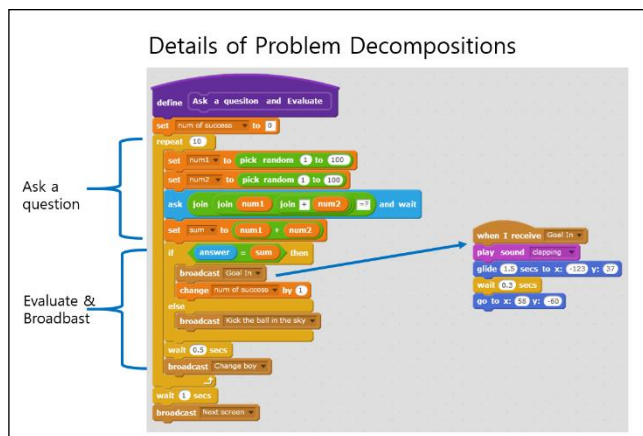 Details of Problem Decompositions
define Ask a quesiton and Evaluate
set num of success to 0
repeat 10
set num1 to pick random 1 to 100
set num2 to pick random 1 to 100
ask join join num1 join + num2 =? and wait
set sum to num1 + num2
if answer = sum then
broadcast Goal In
change num of success by 1
else
broadcast Kick the ball in the sky
wait 0.5 secs
broadcast Change boy
wait 1 secs
broadcast Next screen
Ask a
question
Evaluate &
Broadbast
when I receive Goal In
play sound clapping
glide 1.5 secs to x: -123 y: 37
wait 0.3 secs
go to x: 58 y: -60